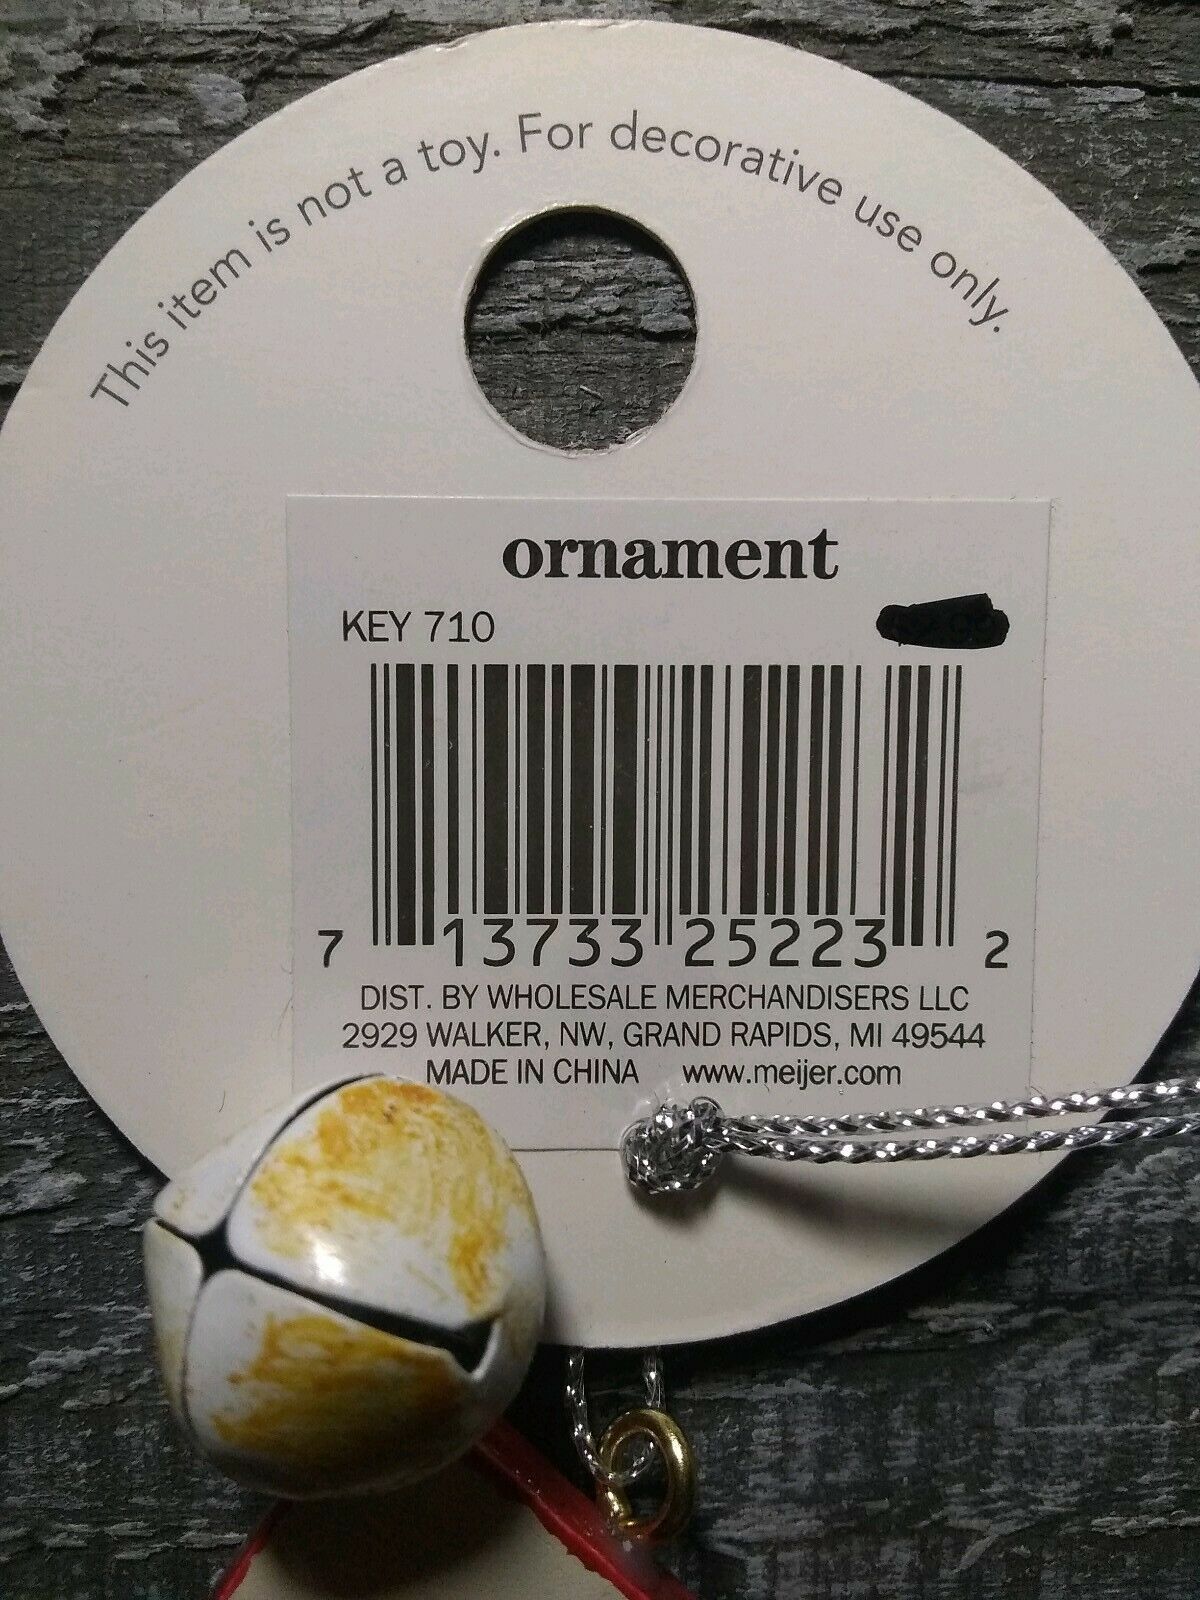 This item is not a toy. For decorative use only.
ornament
KEY 710
7 13733 25223 2
DIST. BY WHOLESALE MERCHANDISERS LLC
2929 WALKER, NW, GRAND RAPIDS, MI 49544
MADE IN CHINA www.meijer.com